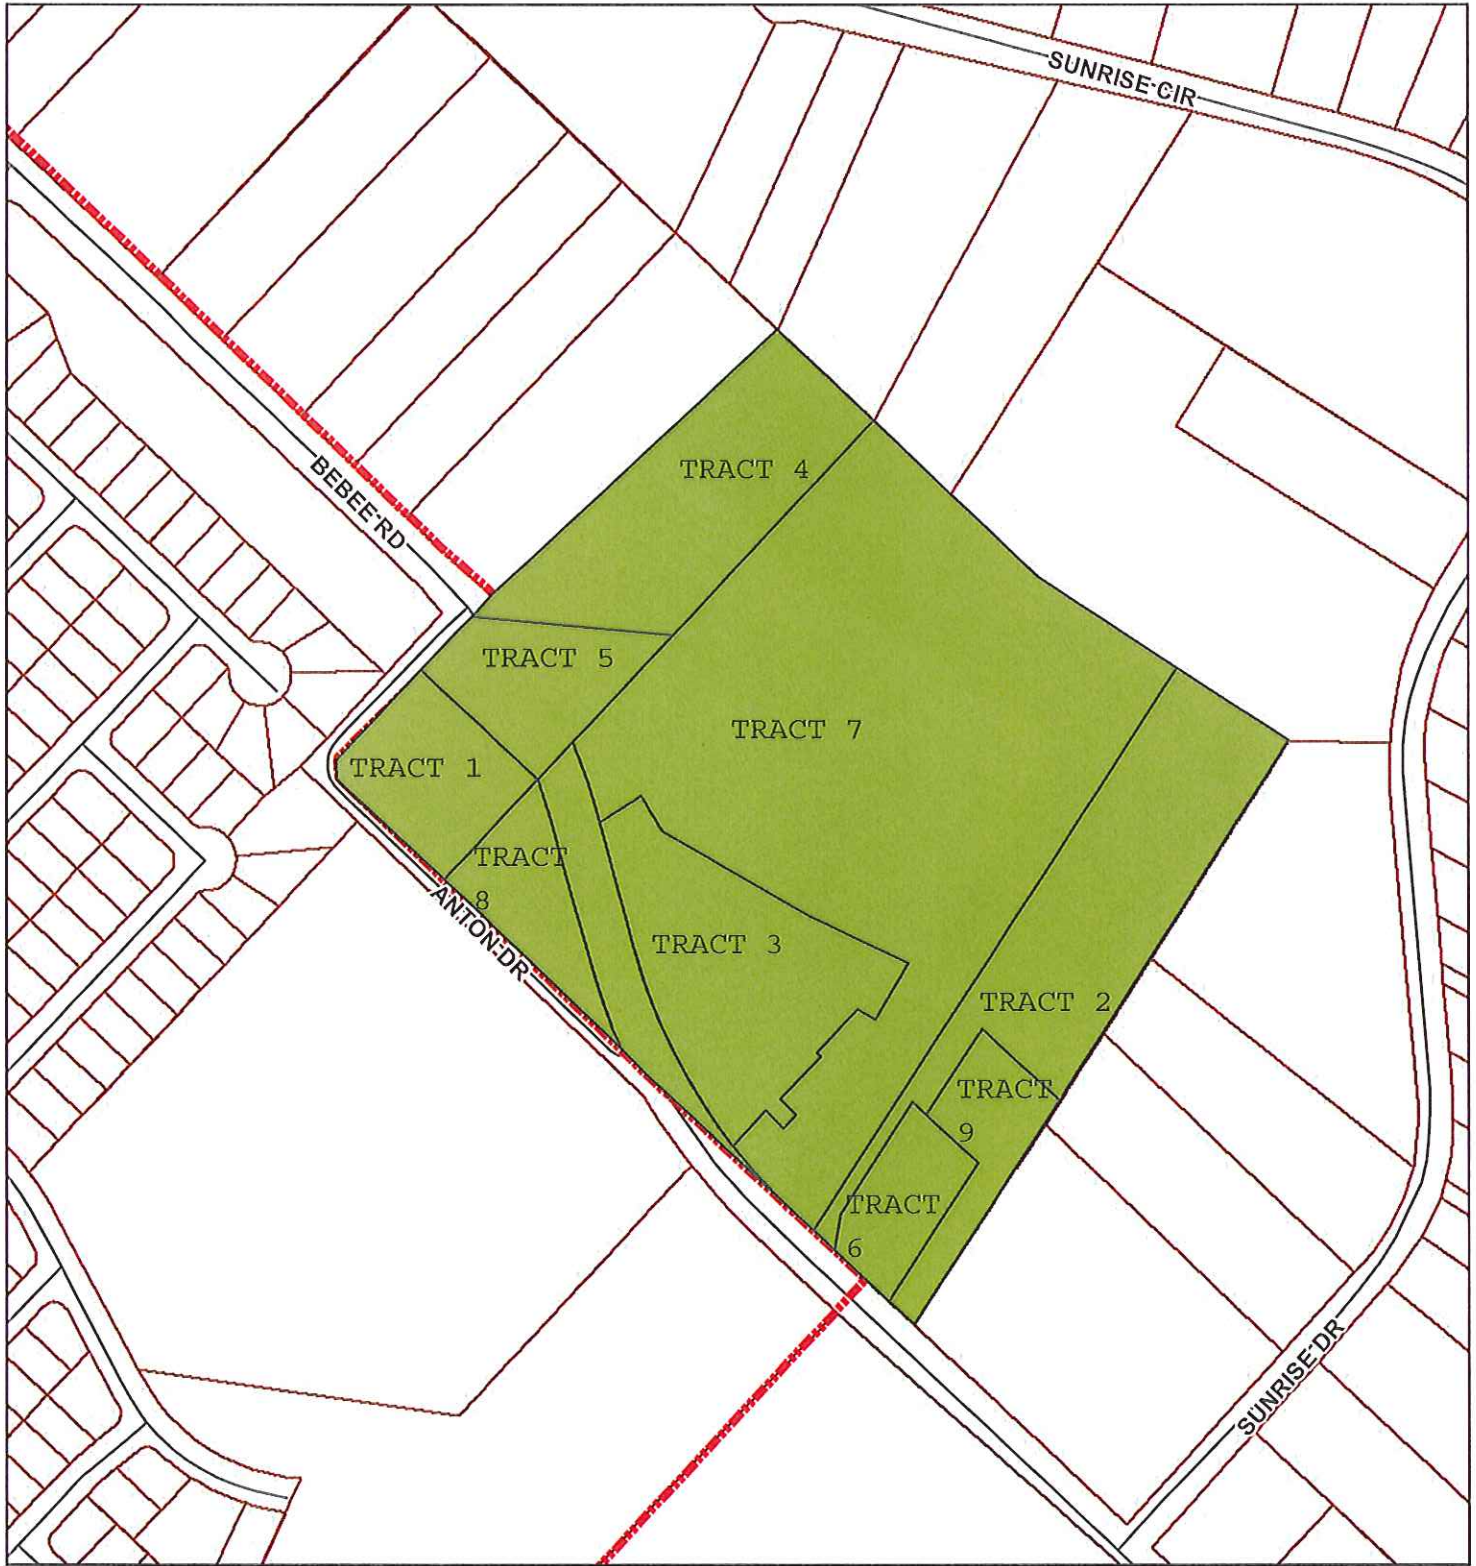 SUNRISE CIR
TRACT 4
BEBEE RD
TRACT 5
TRACT 7
TRACT 1
TRACT
8
ANTON DR
TRACT 3
TRACT 2
TRACT
9
TRACT
6
SUNRISE DR